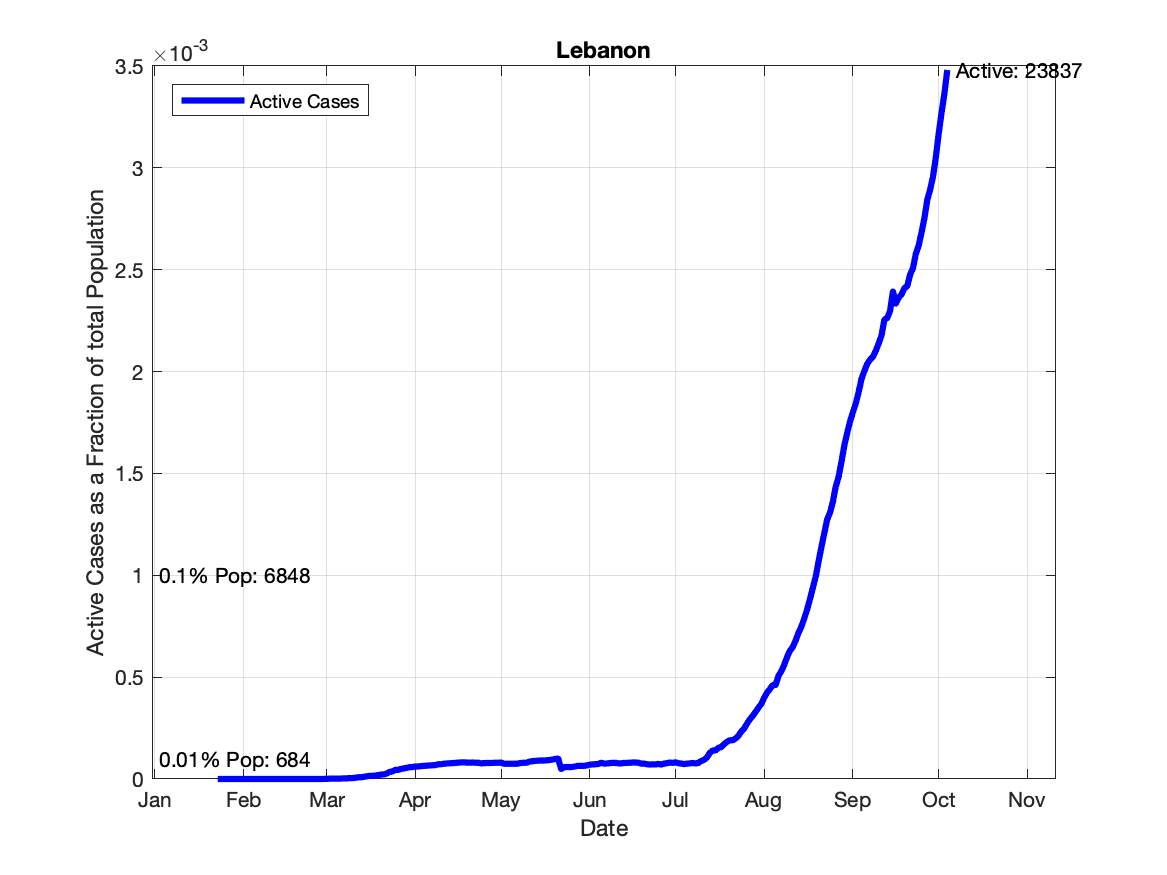 Lebanon
×10-3
3.5
3
2.5
2
1.5
1
0.5
0
Active Cases as a Fraction of total Population
Active Cases
Active: 23837
0.1% Pop: 6848
0.01% Pop: 684
Jan Feb Mar Apr May Jun Jul Aug Sep Oct Nov
Date